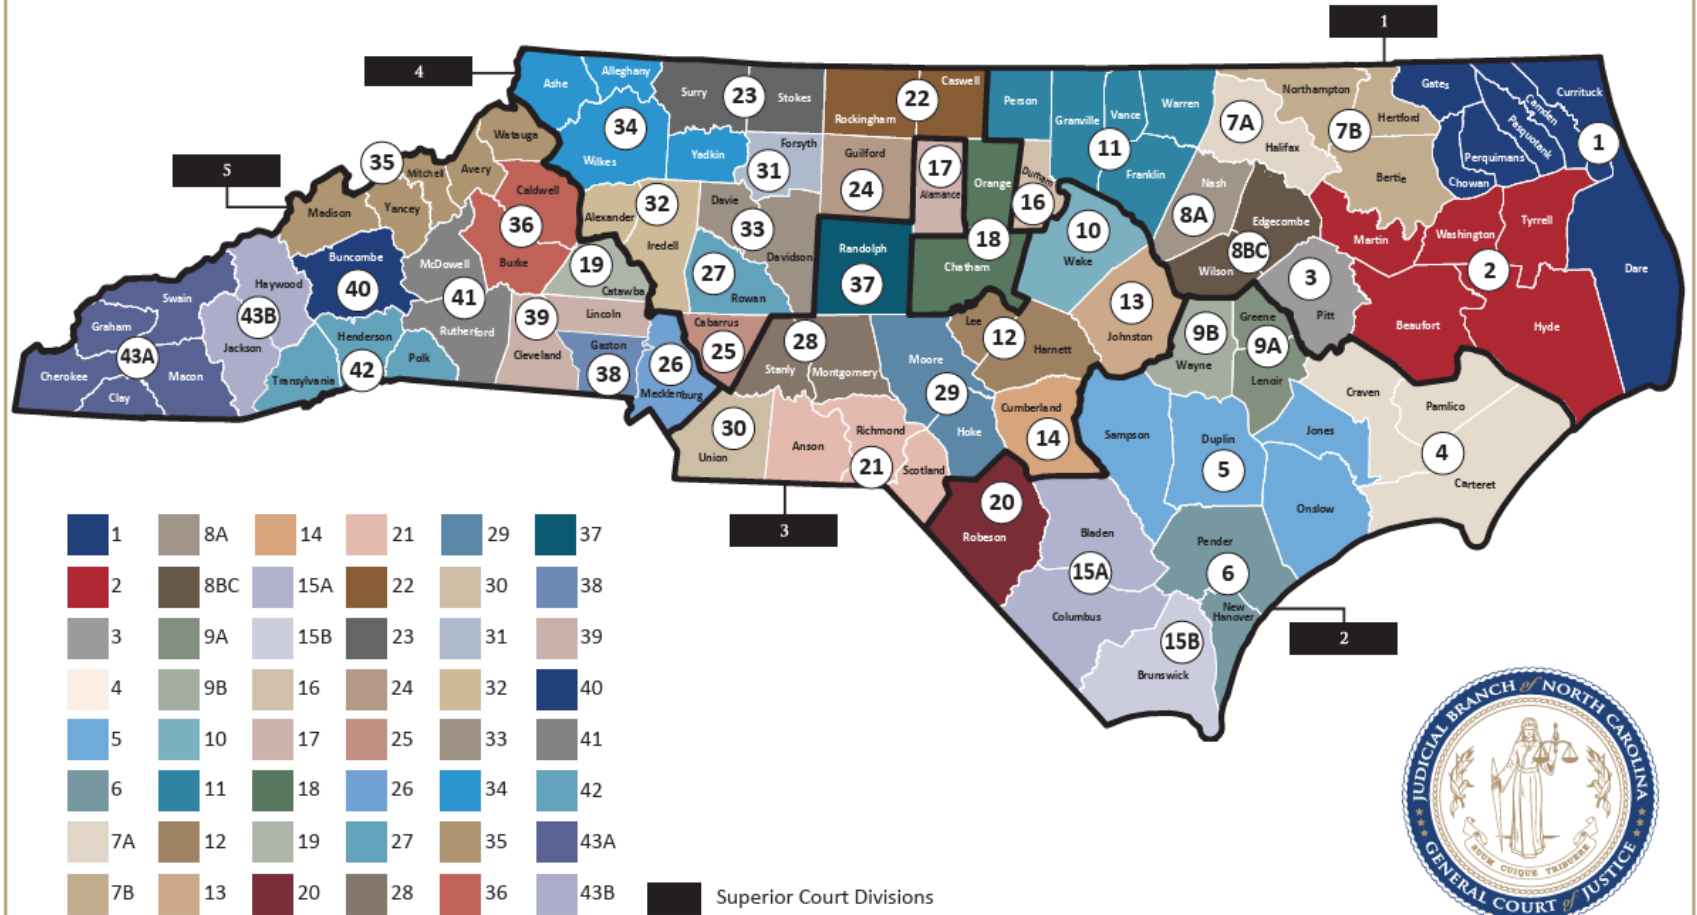 1
4
5
3
2
Ashe
Alleghany
Surry
23
Stokes
Rockingham
22
Caswell
Person
Granville
Vance
Warren
11
Franklin
7A
Halifax
Northampton
7B
Hertford
Bertie
Gates
Currituck
Camden
Pasquotank
Perquimans
Chowan
1
34
Wilkes
Yadkin
Forsyth
31
Guilford
24
17
Alamance
Orange
Durham
16
Watauga
35
Mitchell
Avery
Caldwell
36
Burke
Madison
Yancey
Alexander
32
Iredell
Davie
33
Davidson
Randolph
37
18
Chatham
10
Wake
Nash
8A
Edgecombe
8BC
Wilson
Martin
Washington
Tyrrell
2
Dare
Beaufort
Hyde
3
Pitt
Buncombe
40
McDowell
41
Rutherford
19
Catawba
27
Rowan
13
Johnston
Haywood
43B
Jackson
Swain
Graham
43A
Cherokee
Macon
Clay
Henderson
42
Transylvania
Polk
39
Lincoln
Cleveland
Gaston
38
26
Mecklenburg
Cabarrus
25
28
Stanly
Montgomery
Moore
29
Hoke
Lee
12
Harnett
9B
Wayne
Greene
9A
Lenoir
Cumberland
14
Craven
Pamlico
4
Carteret
30
Union
Anson
Richmond
21
Scotland
Sampson
Duplin
5
Jones
Onslow
20
Robeson
Bladen
15A
Columbus
Pender
6
New
Hanover
15B
Brunswick
1 8A 14 21 29 37
2 8BC 15A 22 30 38
3 9A 15B 23 31 39
4 9B 16 24 32 40
5 10 17 25 33 41
6 11 18 26 34 42
7A 12 19 27 35 43A
7B 13 20 28 36 43B
Superior Court Divisions
JUDICIAL BRANCH of NORTH CAROLINA
GENERAL COURT of JUSTICE
SUUM CUIQUE TRIBUERE